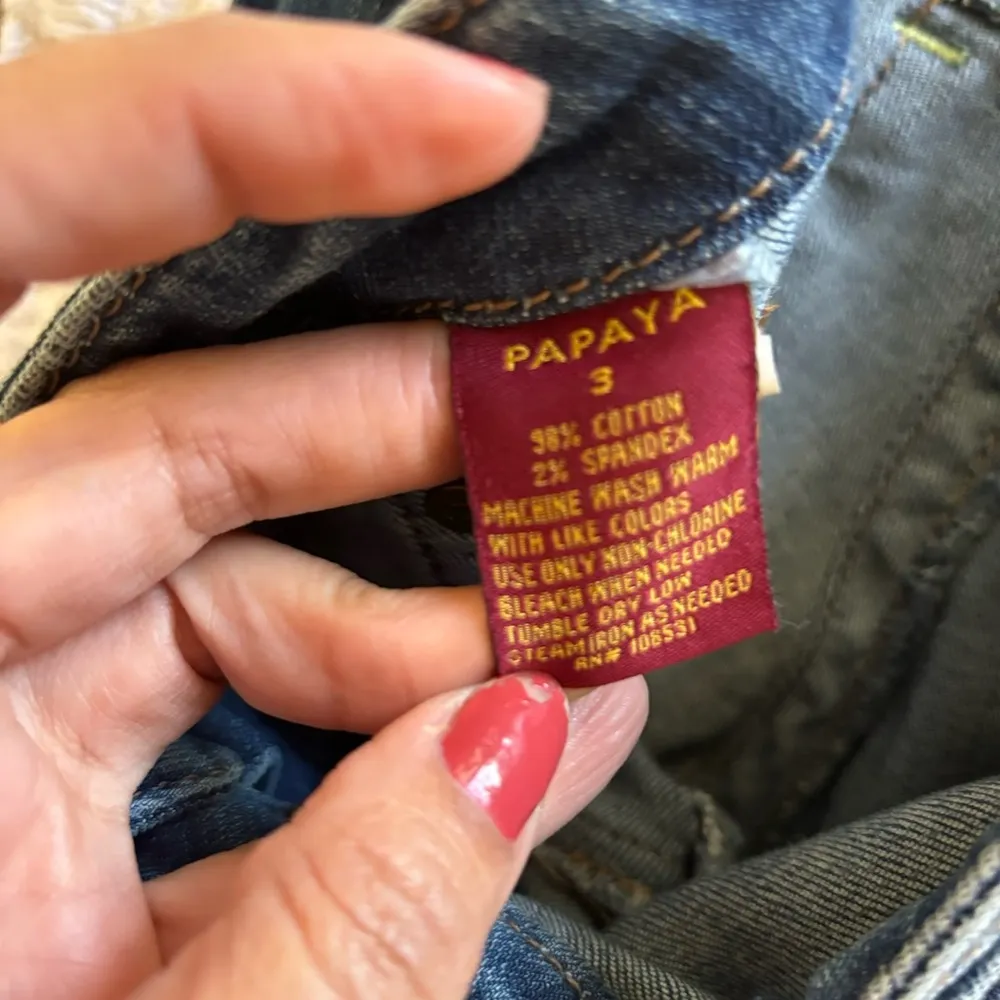 PAPAYA
3
98% COTTON
2% SPANDEX
MACHINE WASH WARM
WITH LIKE COLORS
USE ONLY NON-CHLORINE
BLEACH WHEN NEEDED
TUMBLE DRY LOW
STEAM IRON AS NEEDED
RN# 108531